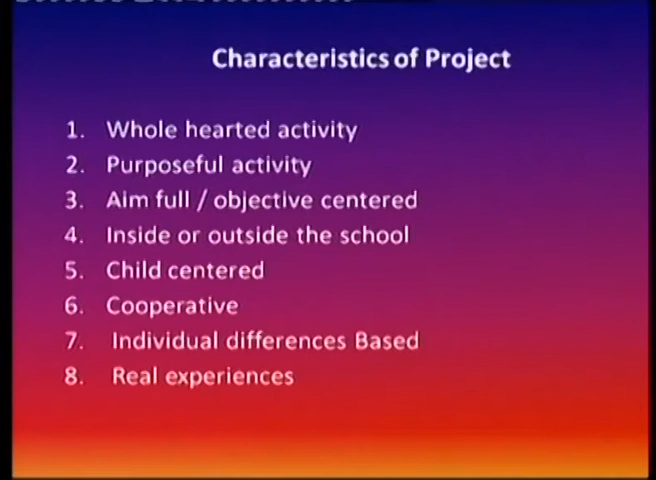 Characteristics of Project
1. Whole hearted activity
2. Purposeful activity
3. Aim full / objective centered
4. Inside or outside the school
5. Child centered
6. Cooperative
7. Individual differences Based
8. Real experiences